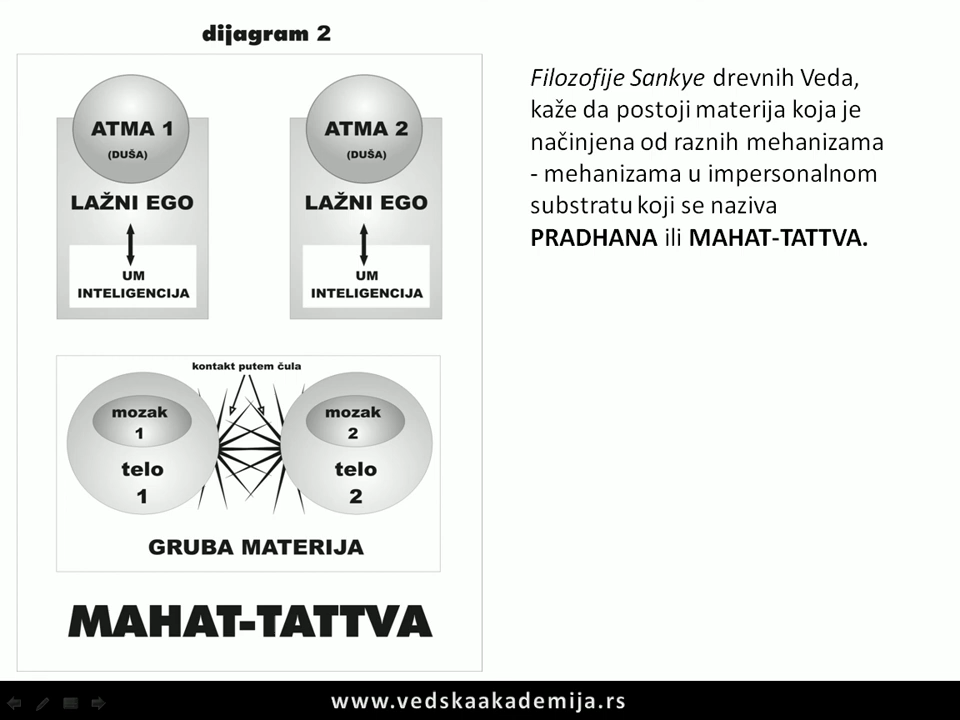 dijagram 2
ATMA 1
(DUŠA)
LAŽNI EGO
UM
INTELIGENCIJA
ATMA 2
(DUŠA)
LAŽNI EGO
UM
INTELIGENCIJA
kontakt putem čula
mozak
1
telo
1
mozak
2
telo
2
GRUBA MATERIJA
MAHAT-TATTVA
Filozofije Sankye drevnih Veda,
kaže da postoji materija koja je
načinjena od raznih mehanizama
- mehanizama u impersonalnom
substratu koji se naziva
PRADHANA ili MAHAT-TATTVA.
www.vedskaakademija.rs